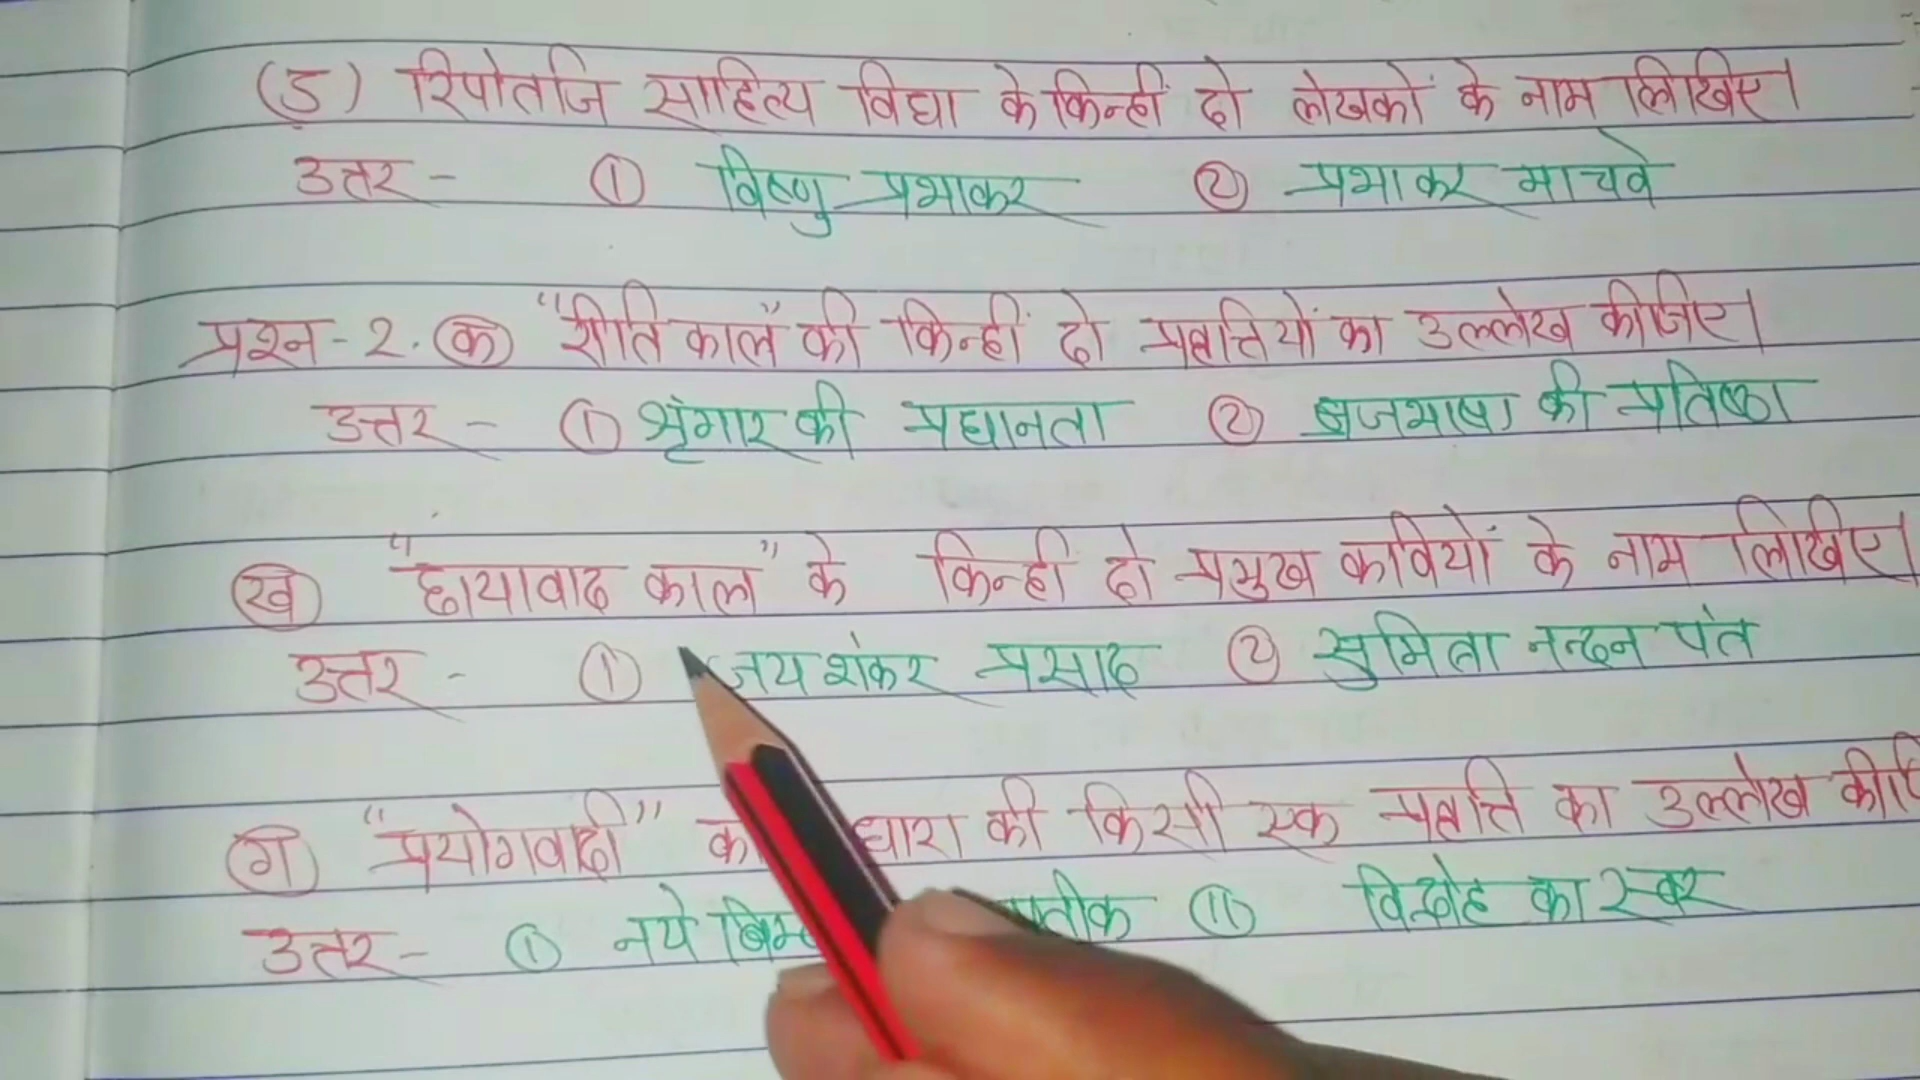 (ड़) रिपोर्ताज साहित्य विधा के किन्हीं दो लेखकों के नाम लिखिए।
उत्तर - ① विष्णु प्रभाकर ② प्रभाकर माचवे
प्रश्न - 2. (क) "रीति काल" की किन्हीं दो प्रवृत्तियों का उल्लेख कीजिए।
उत्तर - ① श्रृंगार की प्रधानता ② ब्रजभाषा की प्रतिष्ठा
(ख) "छायावाद काल" के किन्ही दो प्रमुख कवियों के नाम लिखिए।
उत्तर - ① जयशंकर प्रसाद ② सुमित्रा नन्दन पंत
(ग) "प्रयोगवादी" धारा की किसी एक प्रवृत्ति का उल्लेख
उत्तर - ① नये ⑪ विद्रोह का स्वर